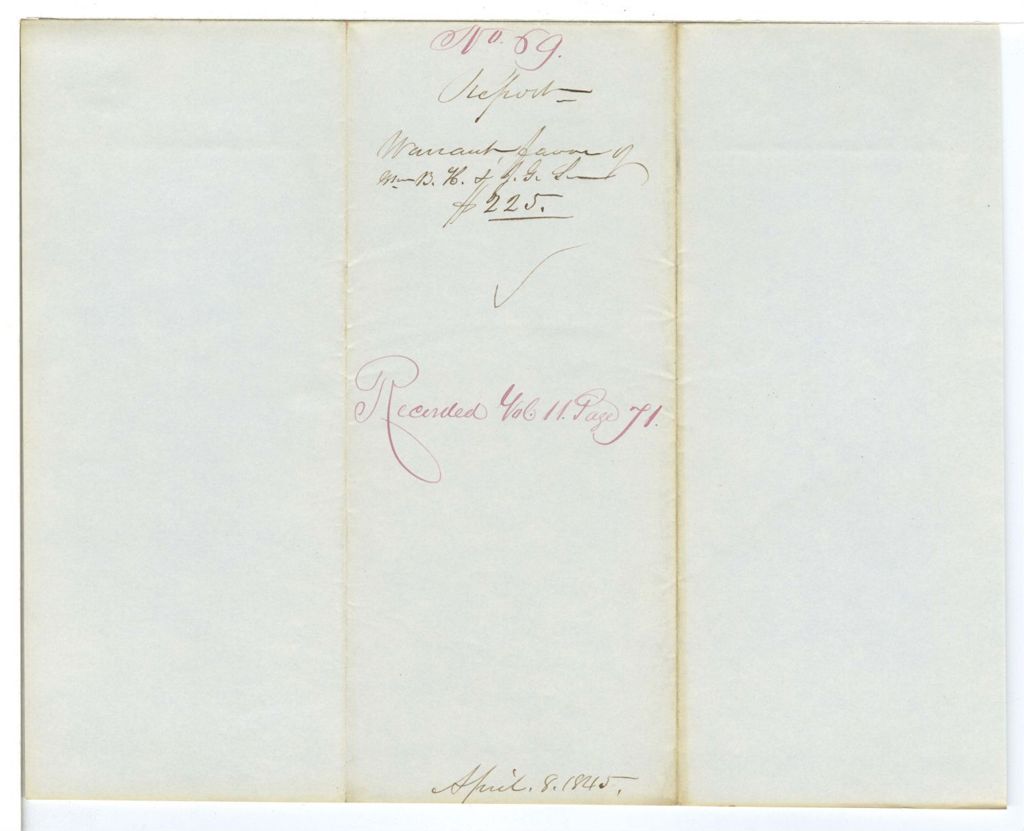 No. 69.
Report
Warrant, favor of
Wm B. H. & J. G.
$225.
Recorded Vol. 11. Page 71.
April. 8. 1845.